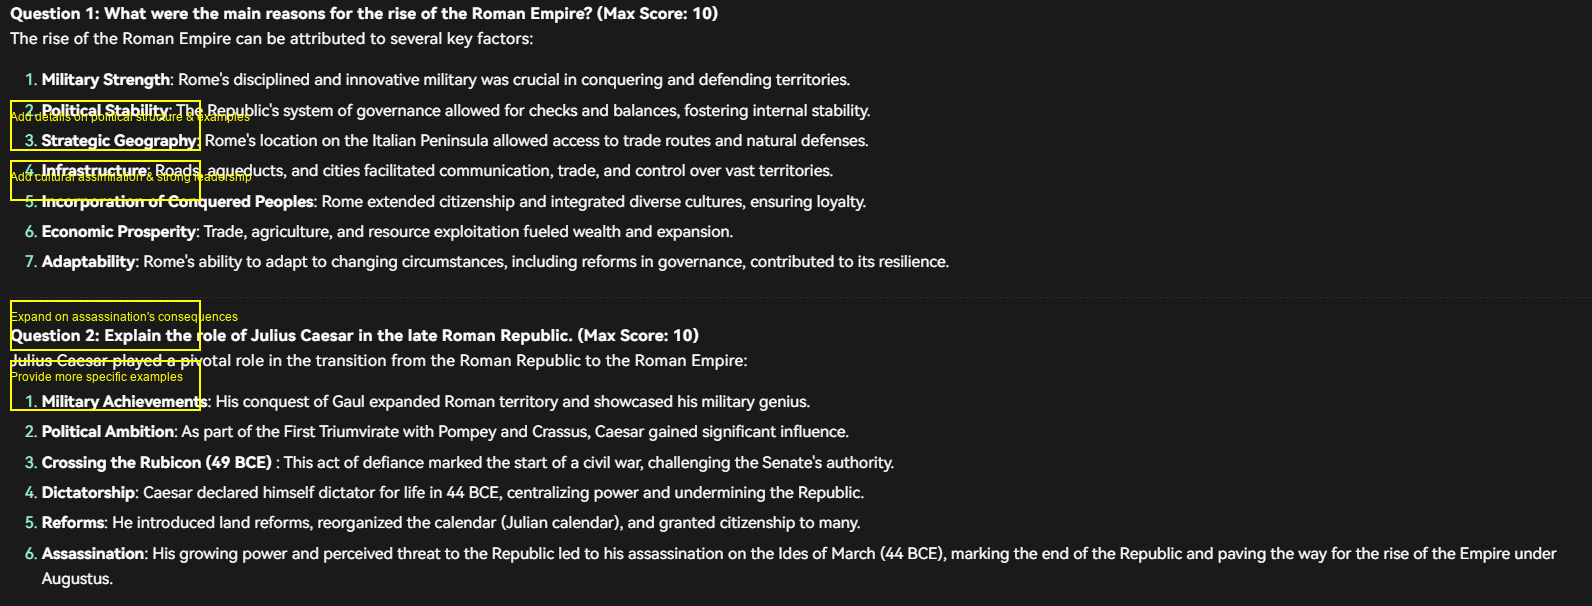 Question 1: What were the main reasons for the rise of the Roman Empire? (Max Score: 10)
The rise of the Roman Empire can be attributed to several key factors:
1. Military Strength: Rome's disciplined and innovative military was crucial in conquering and defending territories.
2. Political Stability: The Republic's system of governance allowed for checks and balances, fostering internal stability.
Add details on political structure & examples
3. Strategic Geography: Rome's location on the Italian Peninsula allowed access to trade routes and natural defenses.
4. Infrastructure: Roads, aqueducts, and cities facilitated communication, trade, and control over vast territories.
Add cultural assimilation & strong leadership
5. Incorporation of Conquered Peoples: Rome extended citizenship and integrated diverse cultures, ensuring loyalty.
6. Economic Prosperity: Trade, agriculture, and resource exploitation fueled wealth and expansion.
7. Adaptability: Rome's ability to adapt to changing circumstances, including reforms in governance, contributed to its resilience.
Expand on assassination's consequences
Question 2: Explain the role of Julius Caesar in the late Roman Republic. (Max Score: 10)
Julius Caesar played a pivotal role in the transition from the Roman Republic to the Roman Empire:
Provide more specific examples
1. Military Achievements: His conquest of Gaul expanded Roman territory and showcased his military genius.
2. Political Ambition: As part of the First Triumvirate with Pompey and Crassus, Caesar gained significant influence.
3. Crossing the Rubicon (49 BCE) : This act of defiance marked the start of a civil war, challenging the Senate's authority.
4. Dictatorship: Caesar declared himself dictator for life in 44 BCE, centralizing power and undermining the Republic.
5. Reforms: He introduced land reforms, reorganized the calendar (Julian calendar), and granted citizenship to many.
6. Assassination: His growing power and perceived threat to the Republic led to his assassination on the Ides of March (44 BCE), marking the end of the Republic and paving the way for the rise of the Empire under
Augustus.